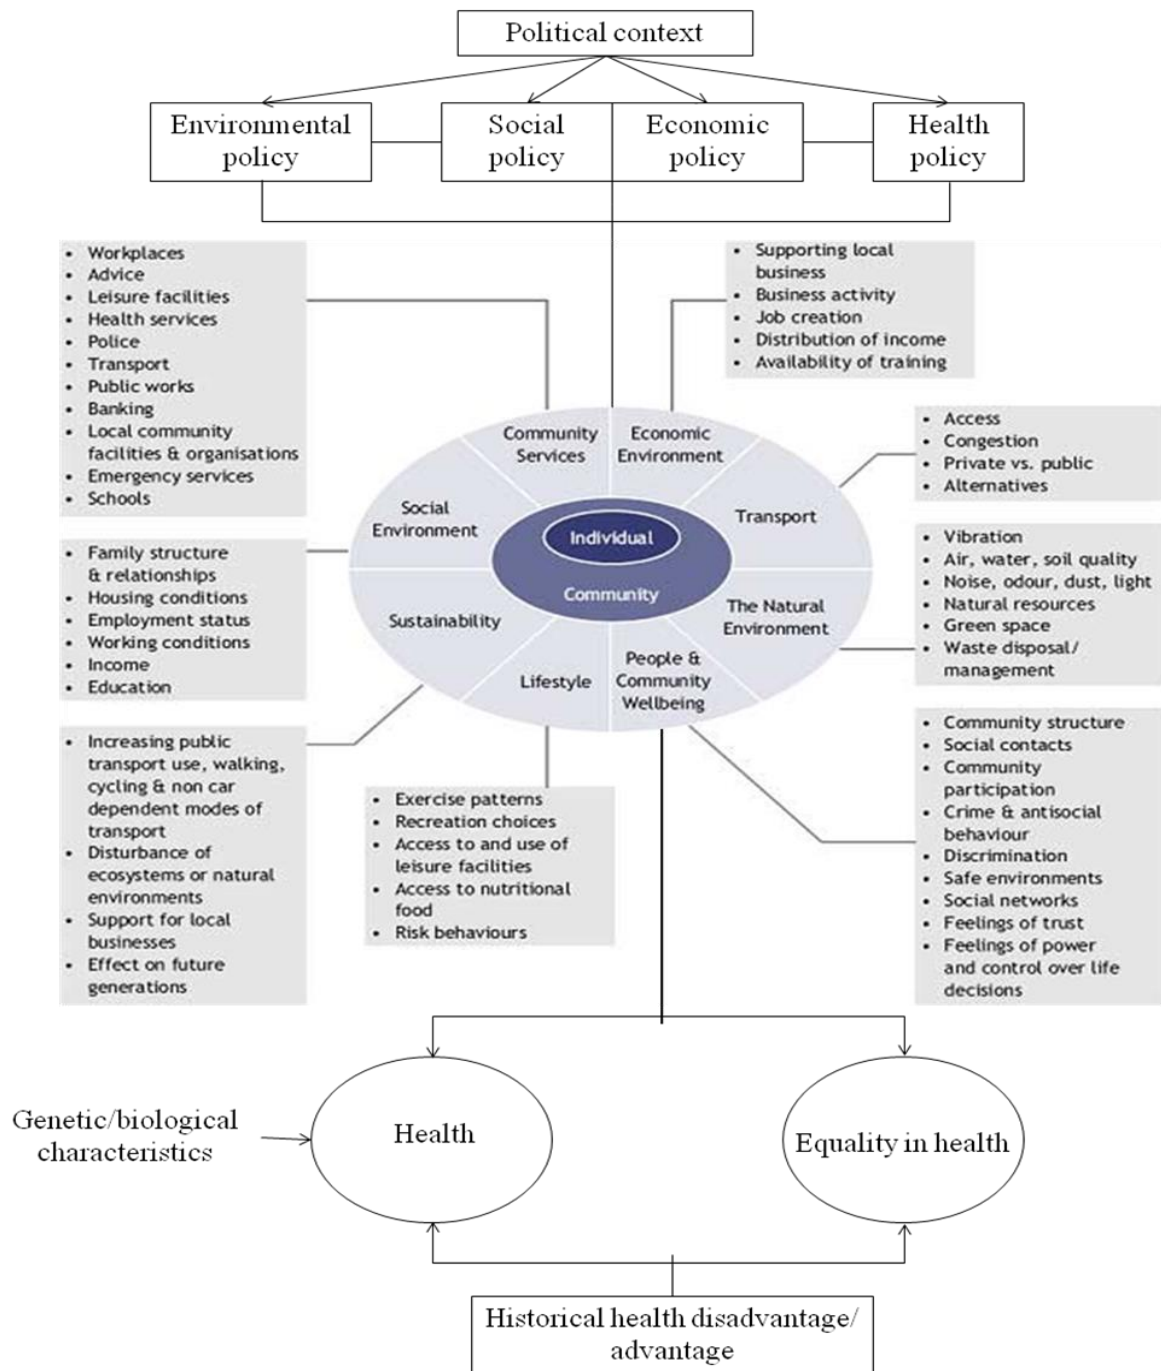 Political context
Environmental
policy
Social
policy
Economic
policy
Health
policy
• Workplaces
• Advice
• Leisure facilities
• Health services
• Police
• Transport
• Public works
• Banking
• Local community
facilities & organisations
• Emergency services
• Schools
• Supporting local
business
• Business activity
• Job creation
• Distribution of income
• Availability of training
• Access
• Congestion
• Private vs. public
• Alternatives
Community
Services
Economic
Environment
Social
Environment
Transport
Individual
Community
Sustainability
The Natural
Environment
Lifestyle
People &
Community
Wellbeing
• Family structure
& relationships
• Housing conditions
• Employment status
• Working conditions
• Income
• Education
• Vibration
• Air, water, soil quality
• Noise, odour, dust, light
• Natural resources
• Green space
• Waste disposal/
management
• Increasing public
transport use, walking,
cycling & non car
dependent modes of
transport
• Disturbance of
ecosystems or natural
environments
• Support for local
businesses
• Effect on future
generations
• Exercise patterns
• Recreation choices
• Access to and use of
leisure facilities
• Access to nutritional
food
• Risk behaviours
• Community structure
• Social contacts
• Community
participation
• Crime & antisocial
behaviour
• Discrimination
• Safe environments
• Social networks
• Feelings of trust
• Feelings of power
and control over life
decisions
Genetic/biological
characteristics
Health
Equality in health
Historical health disadvantage/
advantage